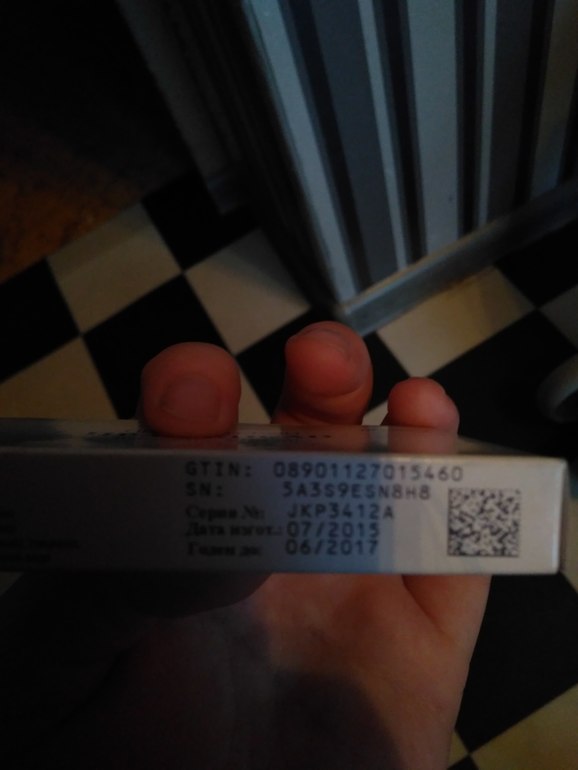 GTIN: 08901127015460
SN: 5A3S9ESN8H8
Серия №: JKP3412A
Дата изгот.: 07/2015
Годен до: 06/2017